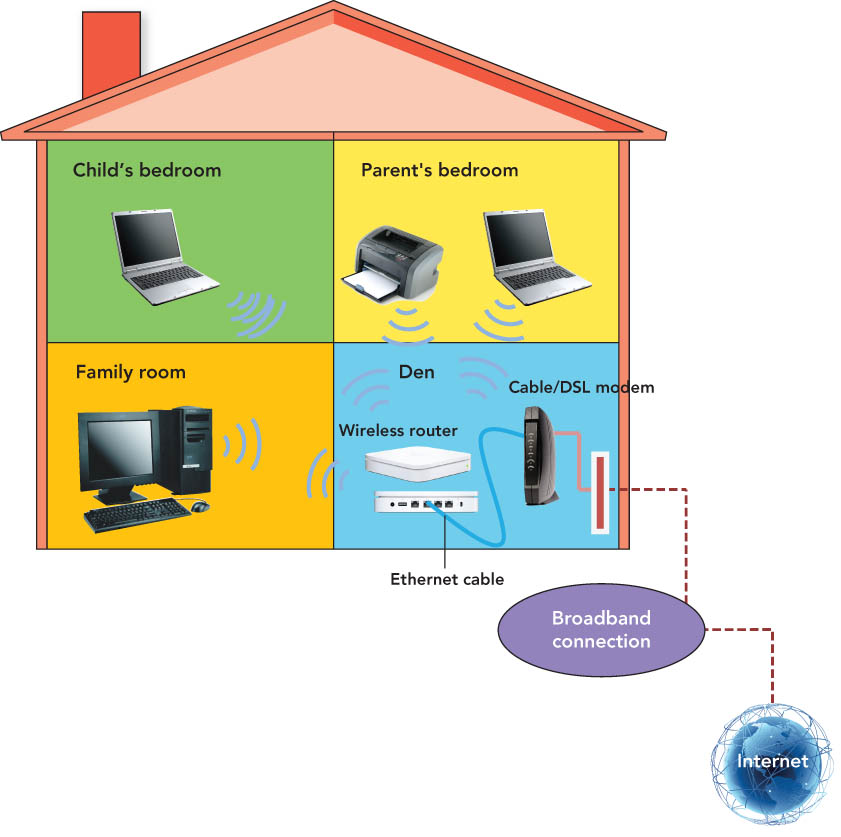 Child’s bedroom
Parent's bedroom
Family room
Den
Cable/DSL modem
Wireless router
Ethernet cable
Broadband
connection
Internet